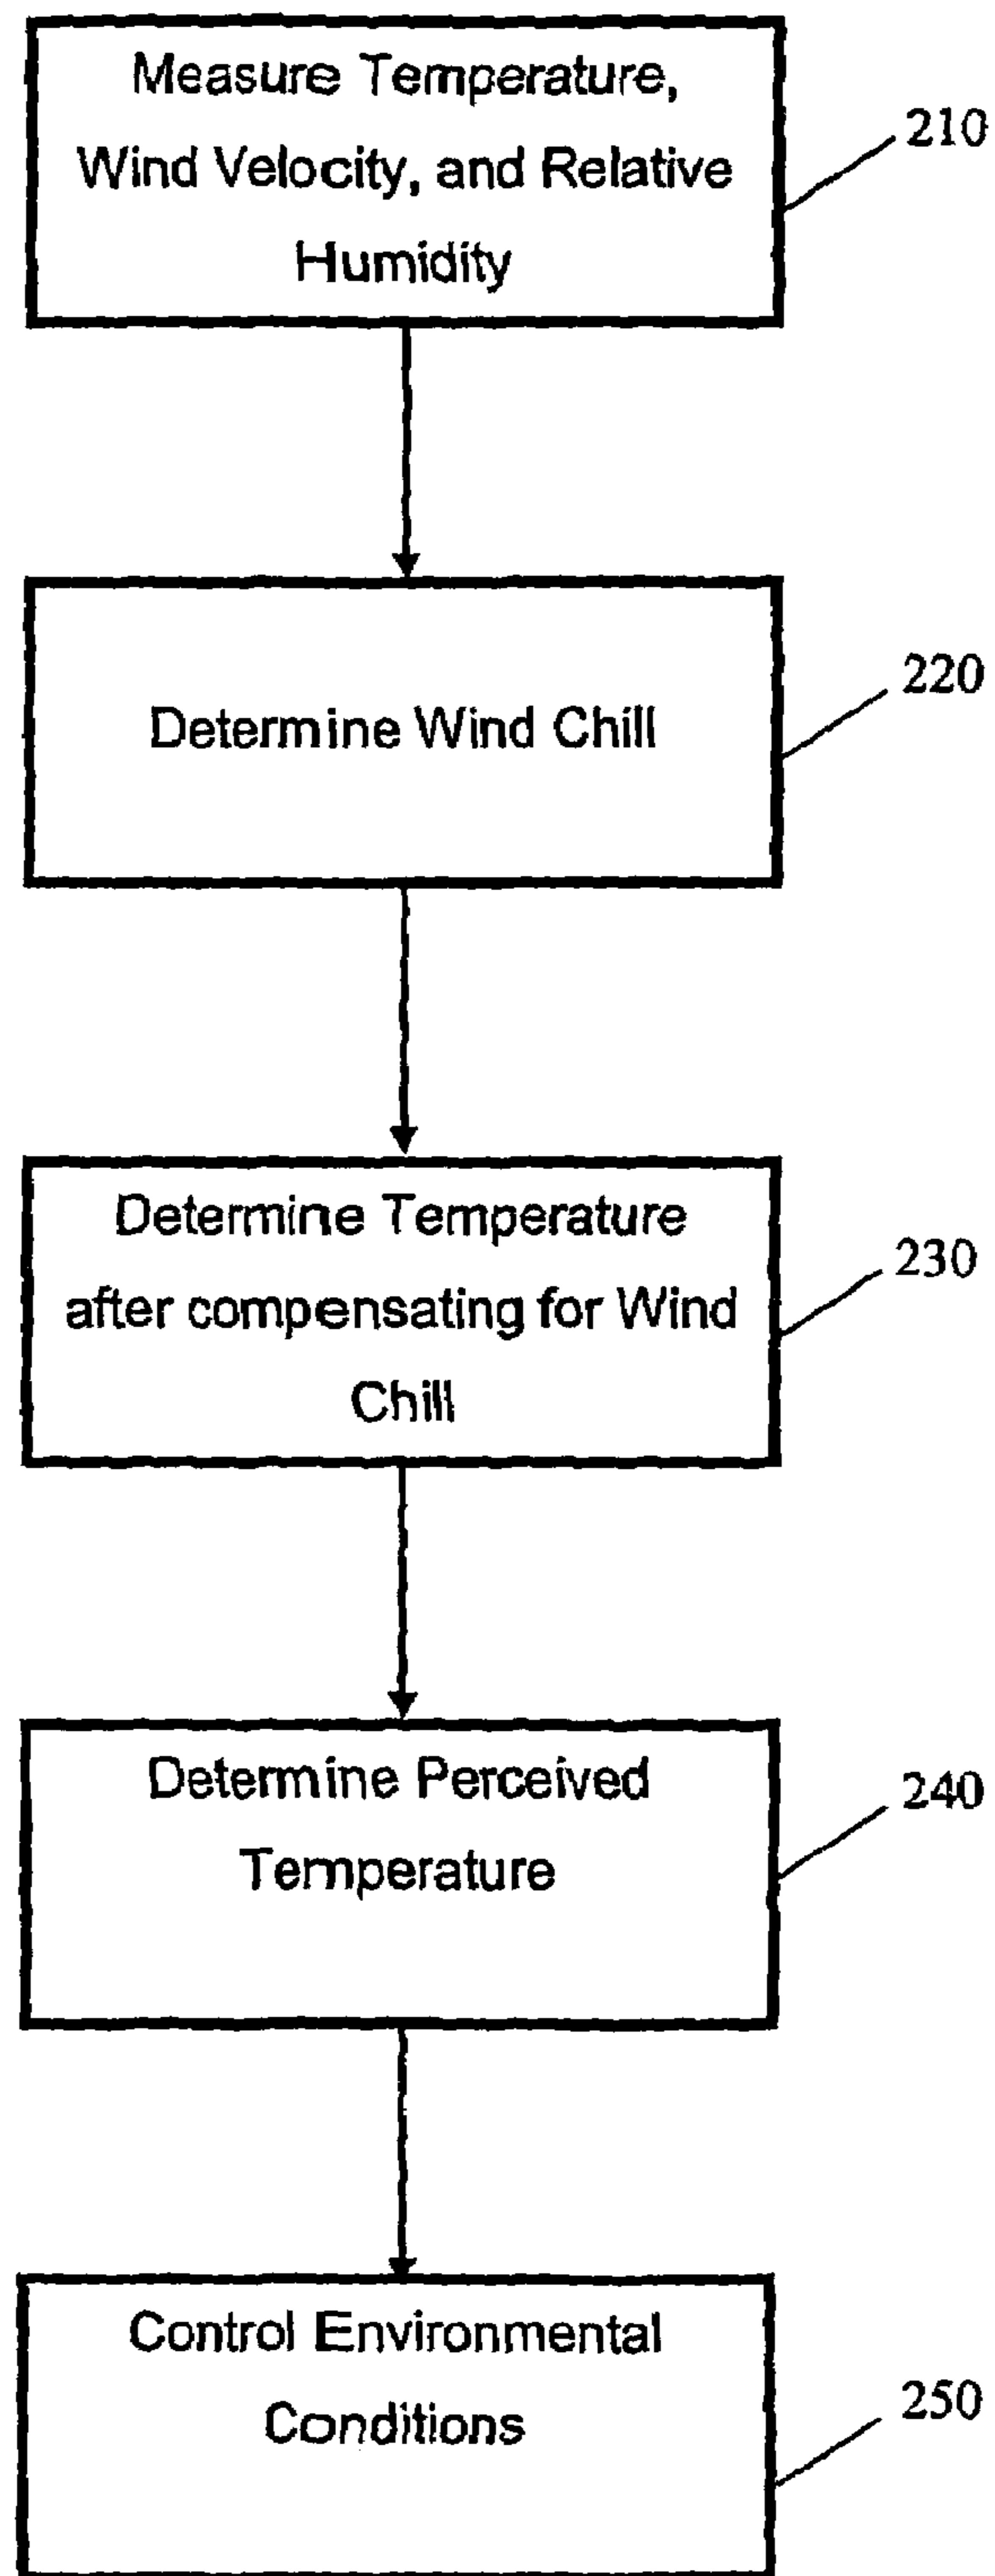 Measure Temperature,
Wind Velocity, and Relative
Humidity
210
Determine Wind Chill
220
Determine Temperature
after compensating for Wind
Chill
230
Determine Perceived
Temperature
240
Control Environmental
Conditions
250